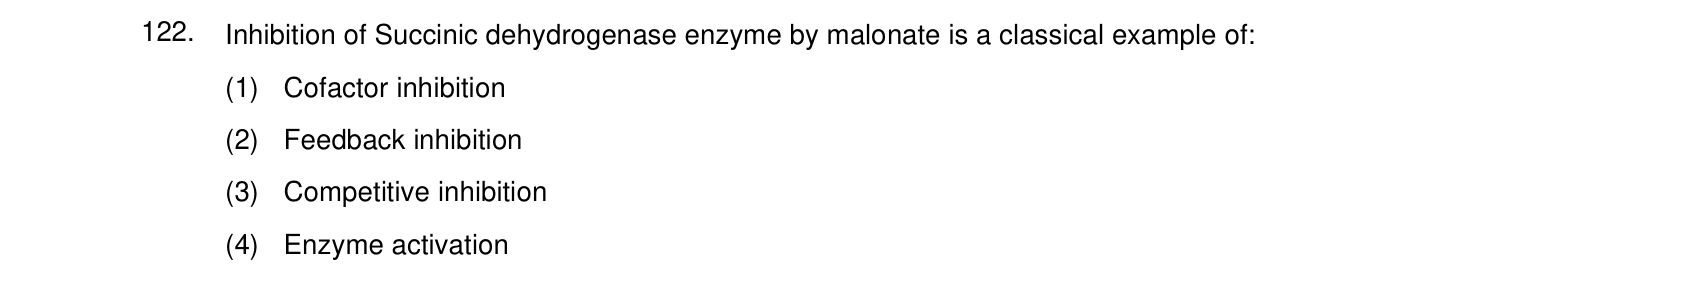 122. Inhibition of Succinic dehydrogenase enzyme by malonate is a classical example of:
(1) Cofactor inhibition
(2) Feedback inhibition
(3) Competitive inhibition
(4) Enzyme activation